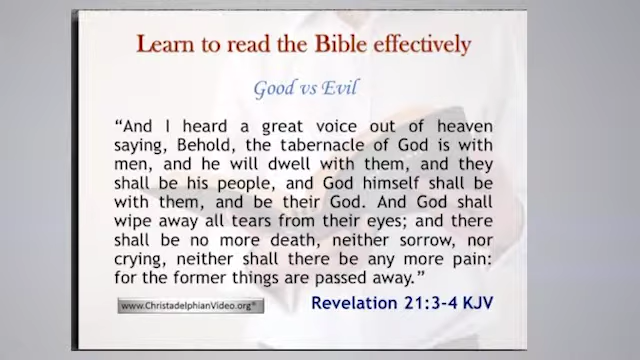 Learn to read the Bible effectively
Good vs Evil
“And I heard a great voice out of heaven
saying, Behold, the tabernacle of God is with
men, and he will dwell with them, and they
shall be his people, and God himself shall be
with them, and be their God. And God shall
wipe away all tears from their eyes; and there
shall be no more death, neither sorrow, nor
crying, neither shall there be any more pain:
for the former things are passed away.”
www.ChristadelphianVideo.org®
Revelation 21:3-4 KJV